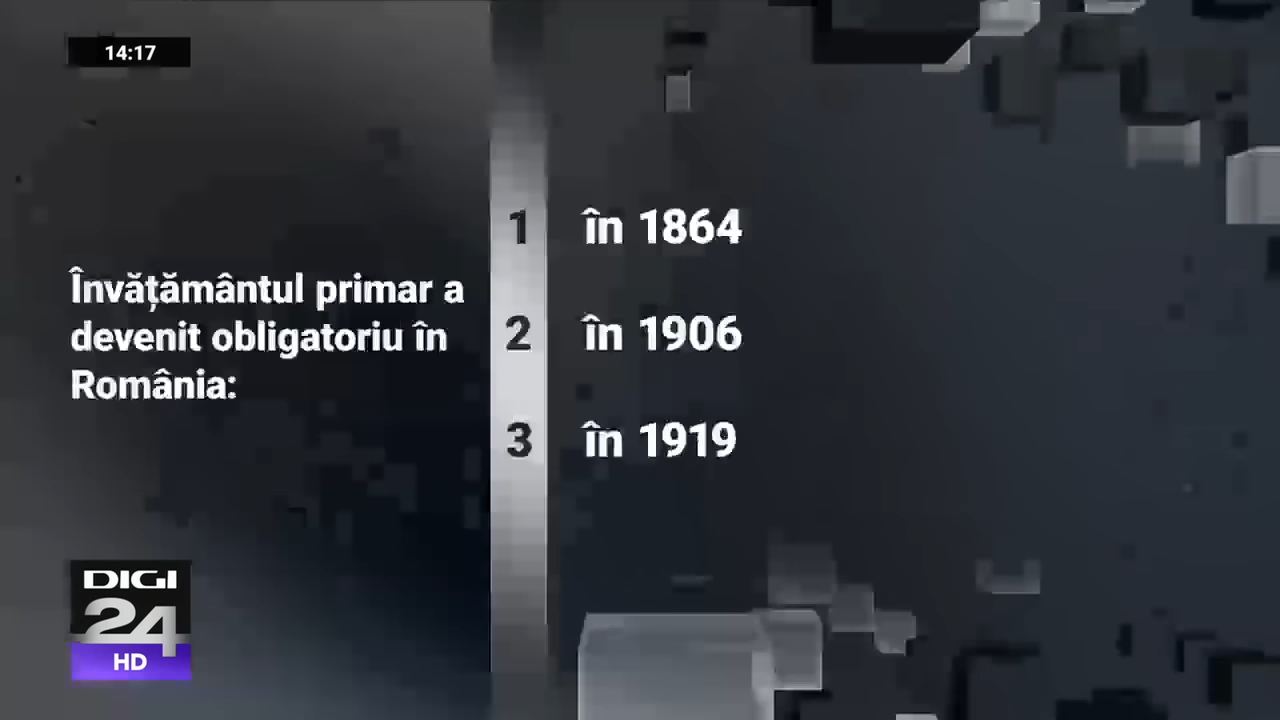 14:17
Învățământul primar a
devenit obligatoriu în
România:
1 în 1864
2 în 1906
3 în 1919
DIGI
24
HD